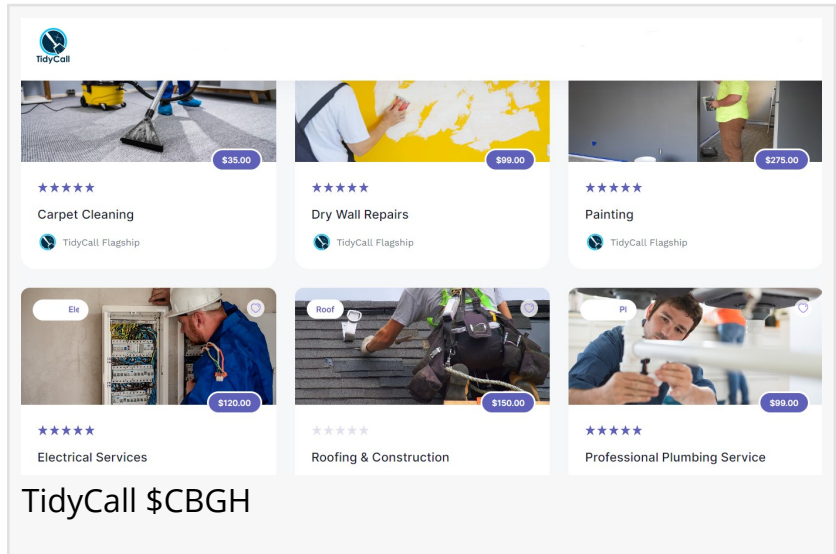 TidyCall
$35.00
$99.00
$275.00
Carpet Cleaning
Dry Wall Repairs
Painting
TidyCall Flagship
TidyCall Flagship
TidyCall Flagship
Ele
Roof
Pl
$120.00
$150.00
$99.00
Electrical Services
Roofing & Construction
Professional Plumbing Service
TidyCall $CBGH